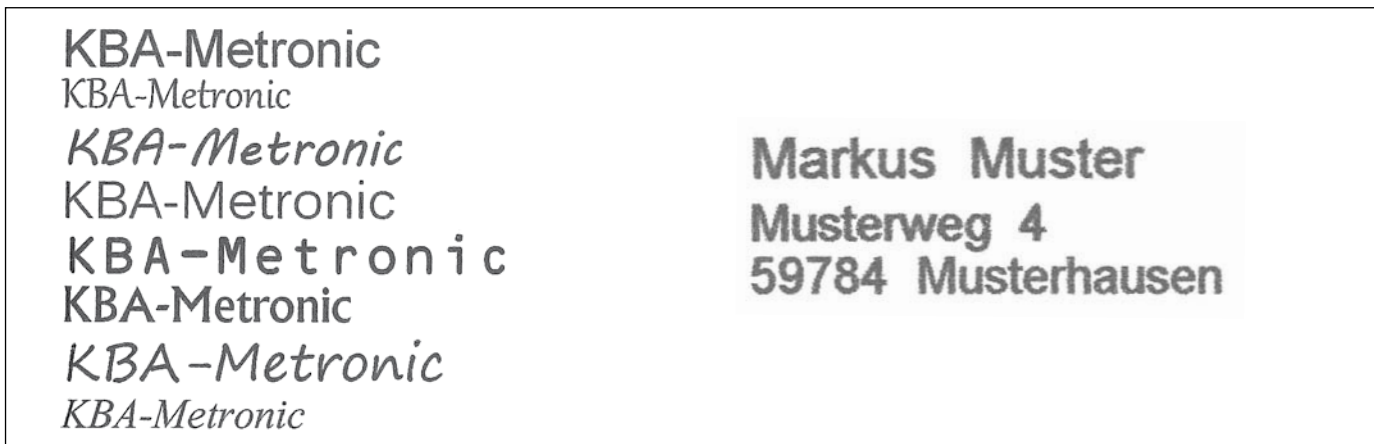 KBA-Metronic
KBA-Metronic
KBA-Metronic
KBA-Metronic
KBA-Metronic
KBA-Metronic
KBA-Metronic
KBA-Metronic
Markus Muster
Musterweg 4
59784 Musterhausen